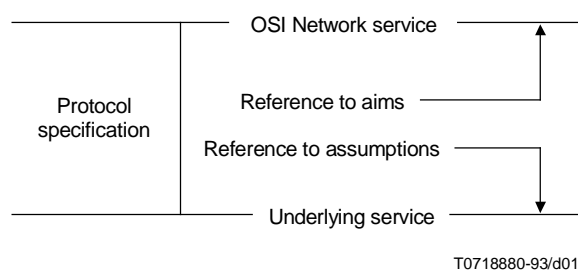 OSI Network service
Protocol
specification
Reference to aims
Reference to assumptions
Underlying service
T0718880-93/d01